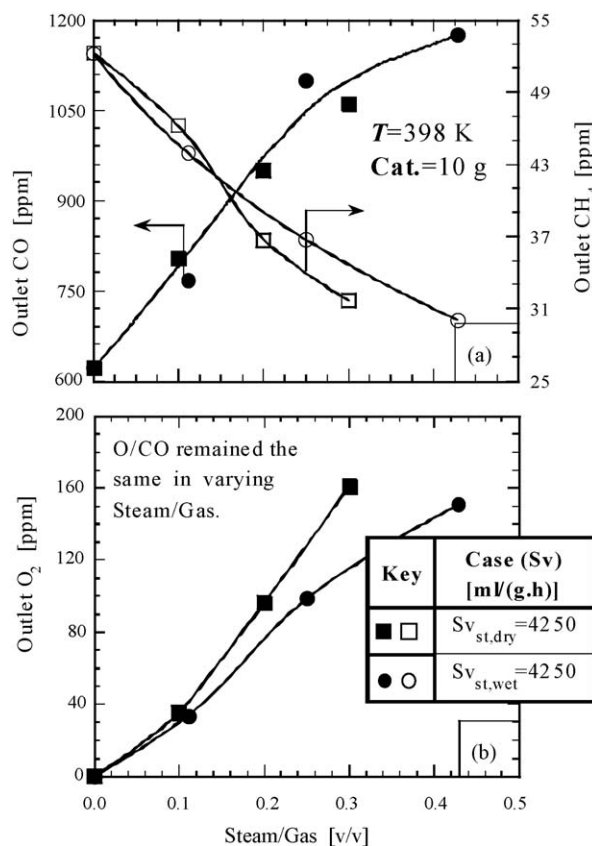 1200
1050
900
750
600
Outlet CO [ppm]
55
49
43
37
31
25
Outlet CH4 [ppm]
T=398 K
Cat.=10 g
(a)
200
160
120
80
40
0
Outlet O2 [ppm]
O/CO remained the
same in varying
Steam/Gas.
Key
Case (Sv)
[ml/(g.h)]
Sv st,dry=4250
Sv st,wet=4250
(b)
0.0 0.1 0.2 0.3 0.4 0.5
Steam/Gas [v/v]